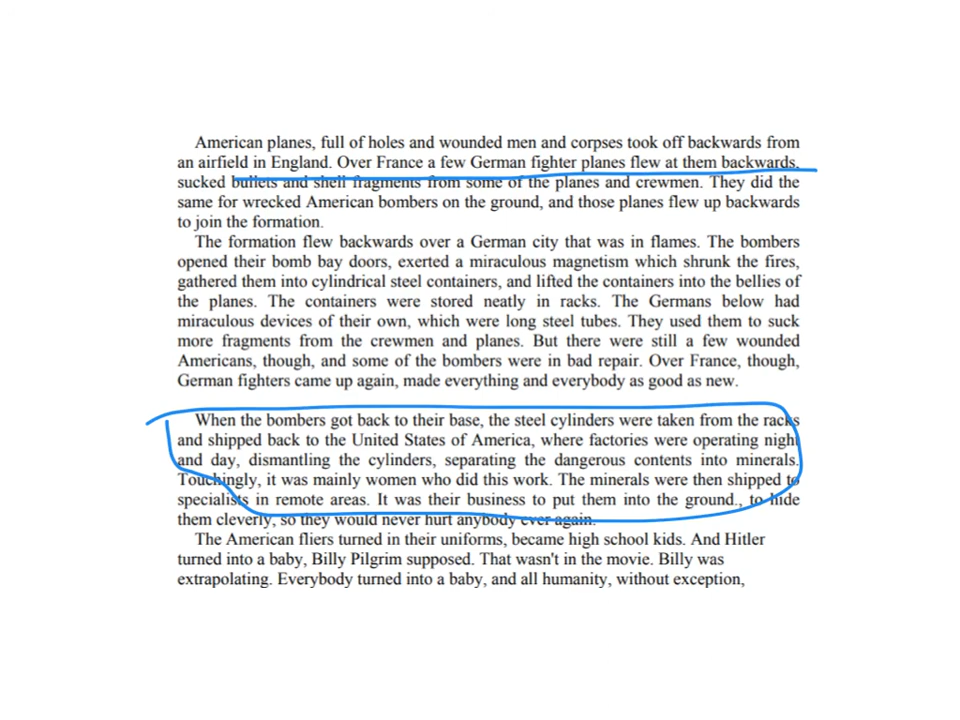 American planes, full of holes and wounded men and corpses took off backwards from
an airfield in England. Over France a few German fighter planes flew at them backwards,
sucked bullets and shell fragments from some of the planes and crewmen. They did the
same for wrecked American bombers on the ground, and those planes flew up backwards
to join the formation.
The formation flew backwards over a German city that was in flames. The bombers
opened their bomb bay doors, exerted a miraculous magnetism which shrunk the fires,
gathered them into cylindrical steel containers, and lifted the containers into the bellies of
the planes. The containers were stored neatly in racks. The Germans below had
miraculous devices of their own, which were long steel tubes. They used them to suck
more fragments from the crewmen and planes. But there were still a few wounded
Americans, though, and some of the bombers were in bad repair. Over France, though,
German fighters came up again, made everything and everybody as good as new.
When the bombers got back to their base, the steel cylinders were taken from the racks
and shipped back to the United States of America, where factories were operating night
and day, dismantling the cylinders, separating the dangerous contents into minerals.
Touchingly, it was mainly women who did this work. The minerals were then shipped to
specialists in remote areas. It was their business to put them into the ground., to hide
them cleverly, so they would never hurt anybody ever again.
The American fliers turned in their uniforms, became high school kids. And Hitler
turned into a baby, Billy Pilgrim supposed. That wasn't in the movie. Billy was
extrapolating. Everybody turned into a baby, and all humanity, without exception,